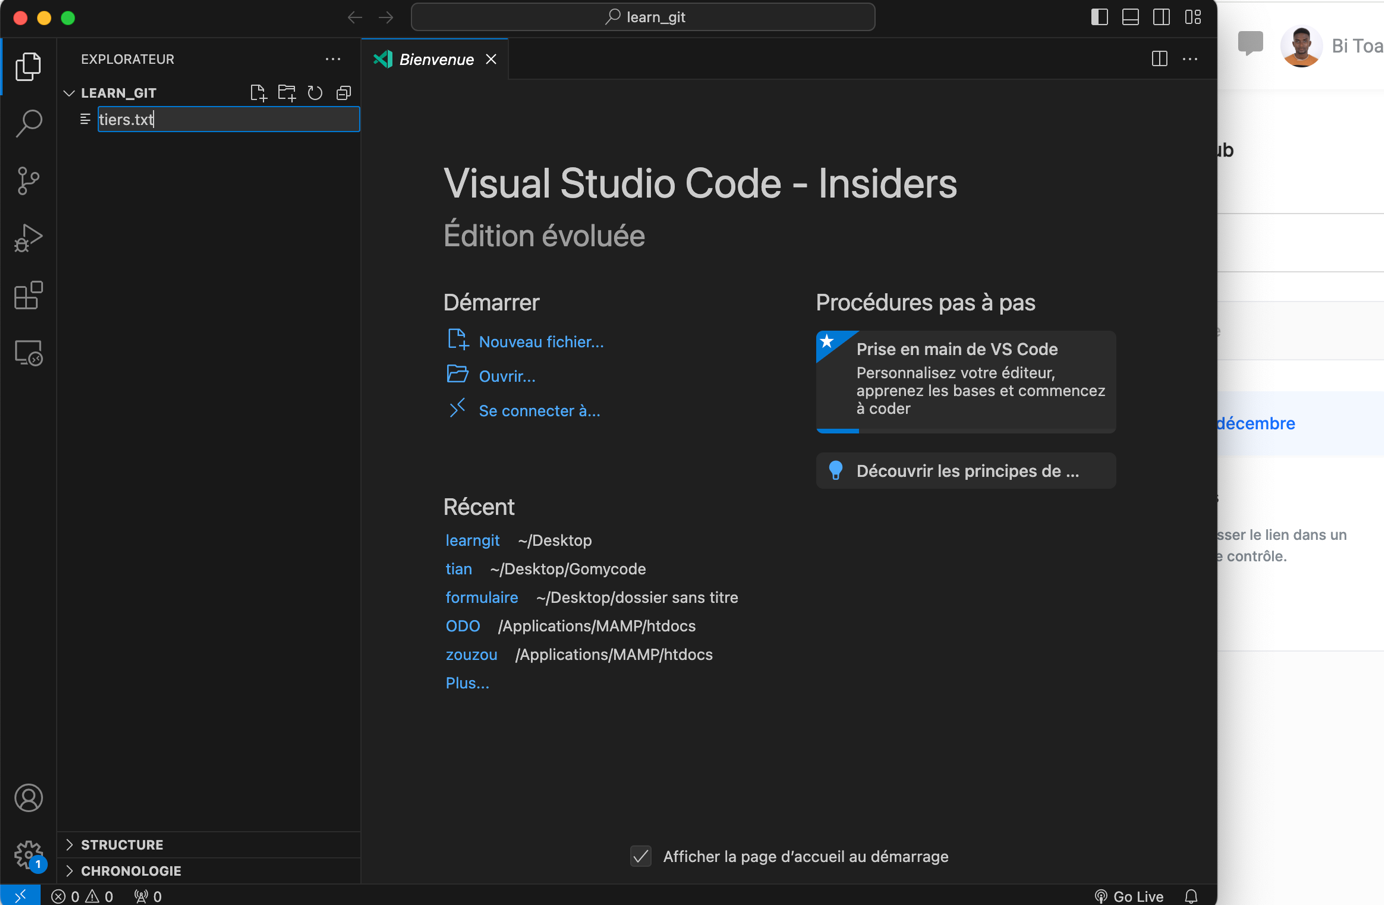 learn_git
EXPLORATEUR
Bienvenue
LEARN_GIT
tiers.txt
Visual Studio Code - Insiders
Édition évoluée
Démarrer
Nouveau fichier...
Ouvrir...
Se connecter à...
Récent
learngit ~/Desktop
tian ~/Desktop/Gomycode
formulaire ~/Desktop/dossier sans titre
ODO /Applications/MAMP/htdocs
zouzou /Applications/MAMP/htdocs
Plus...
Procédures pas à pas
Prise en main de VS Code
Personnalisez votre éditeur,
apprenez les bases et commencez
à coder
Découvrir les principes de ...
Afficher la page d'accueil au démarrage
STRUCTURE
CHRONOLOGIE
1
0 0 0
Go Live
Bi Toa
ub
décembre
sser le lien dans un
contrôle.